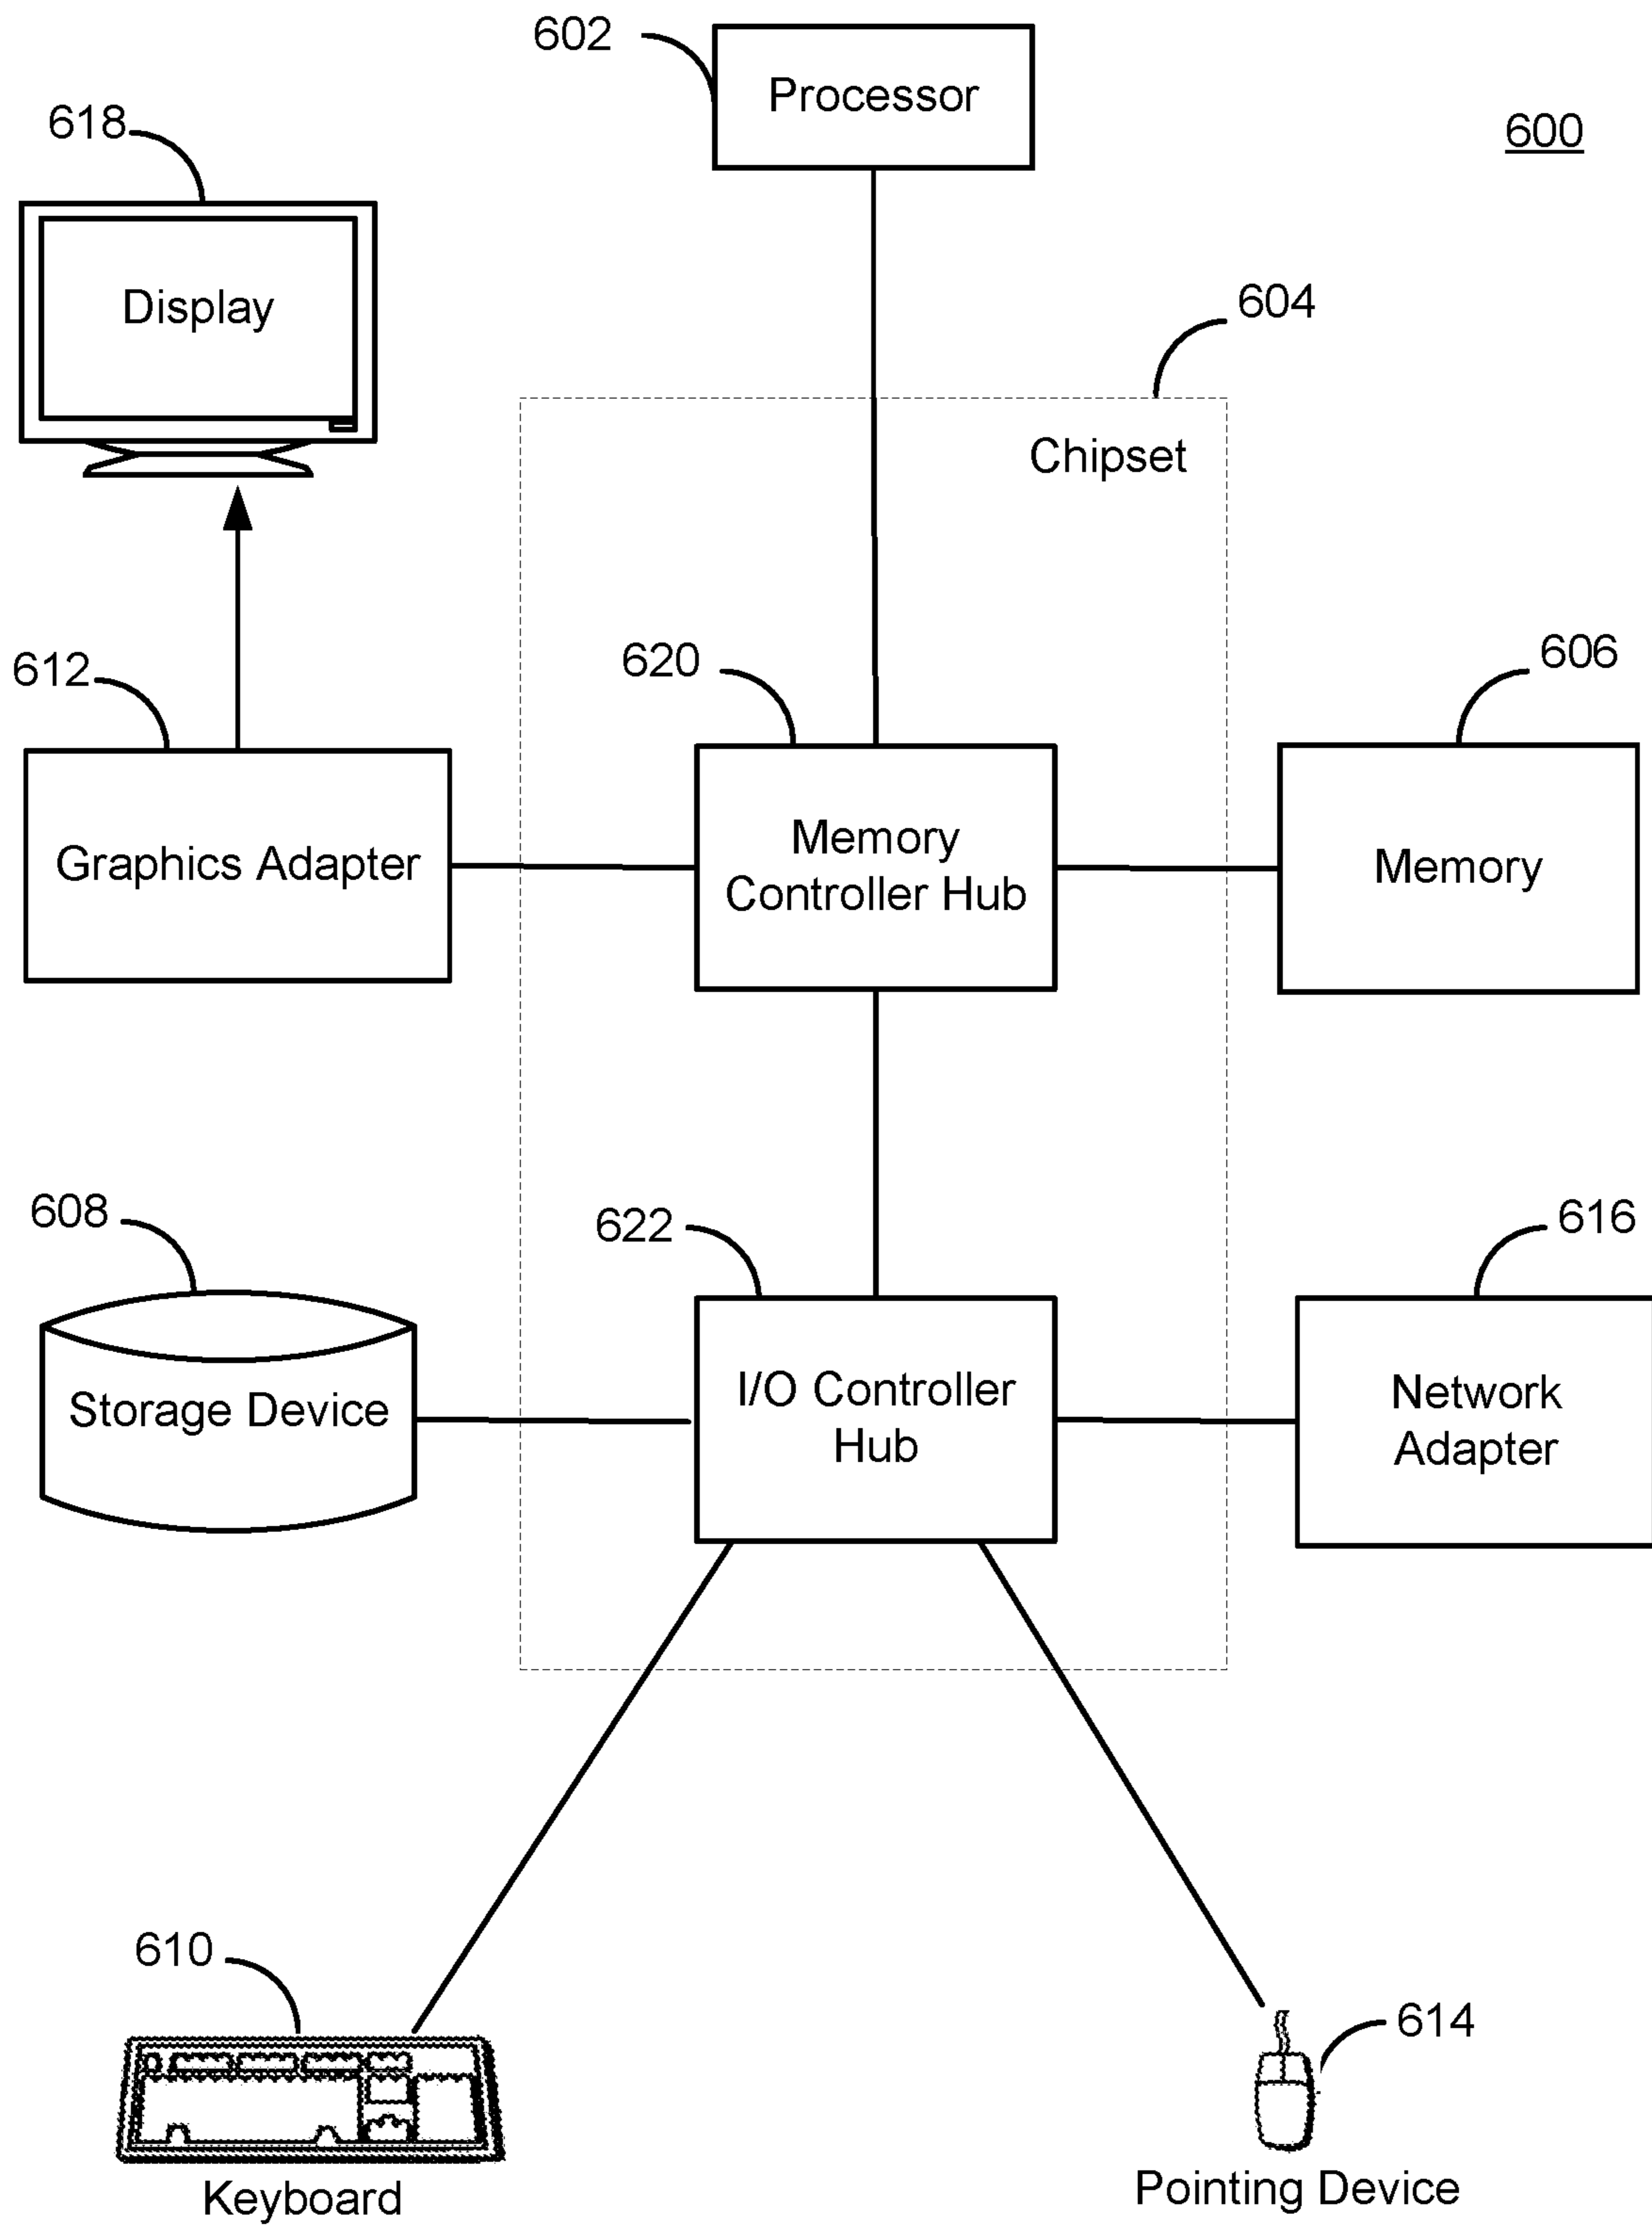 602
Processor
600
618
Display
604
Chipset
612
620
606
Graphics Adapter
Memory
Controller Hub
Memory
608
622
616
Storage Device
I/O Controller
Hub
Network
Adapter
610
614
Keyboard
Pointing Device